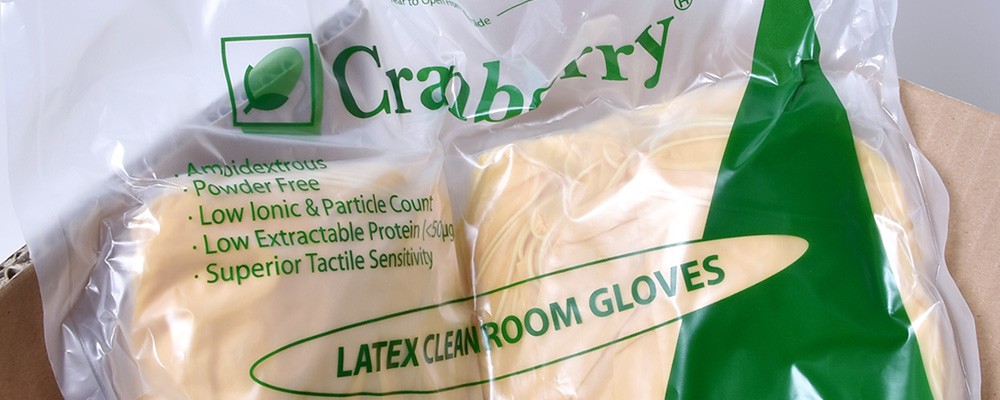 Cranberry®
· Ambidextrous
· Powder Free
· Low Ionic & Particle Count
· Low Extractable Protein (<50µg
· Superior Tactile Sensitivity
LATEX CLEAN ROOM GLOVES